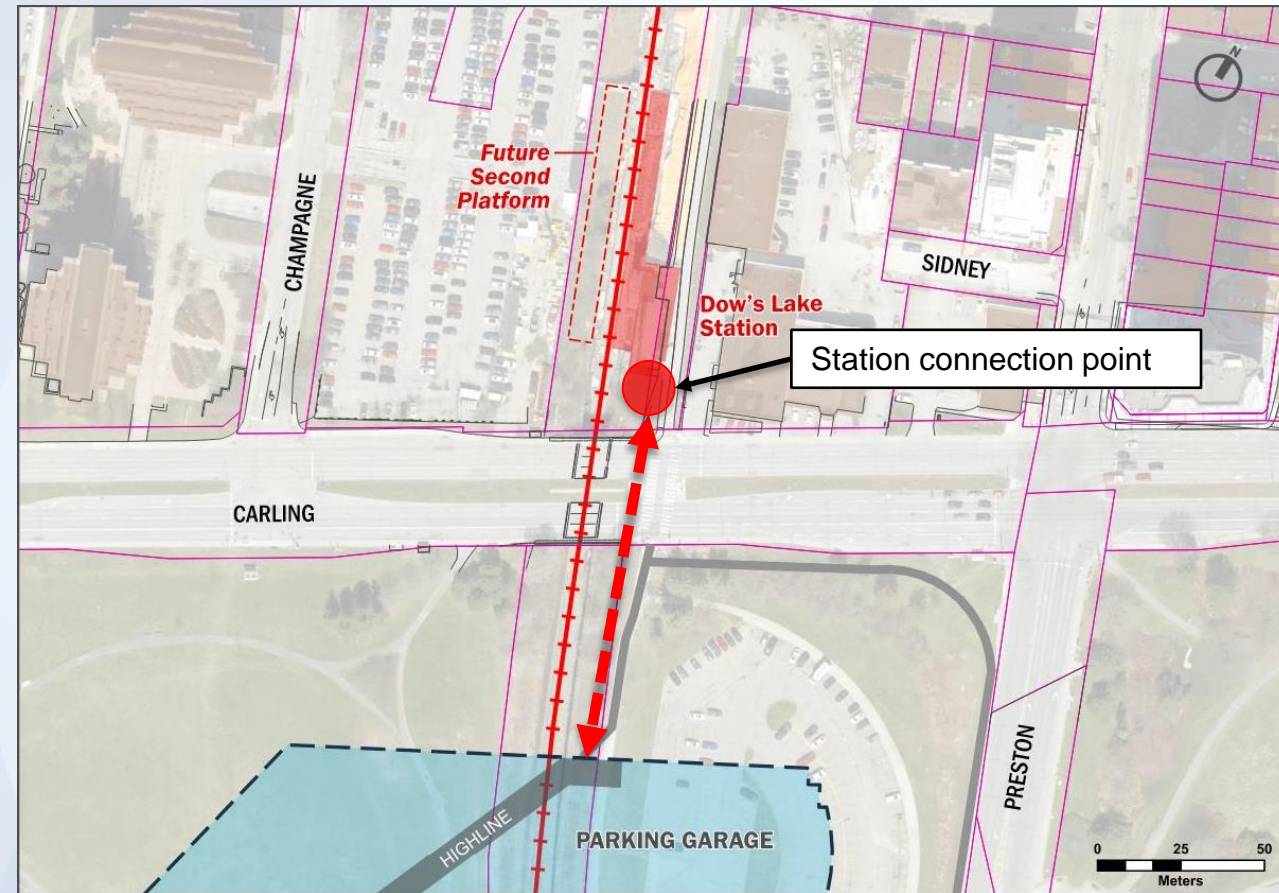 N
Future
Second
Platform
CHAMPAGNE
SIDNEY
Dow's Lake
Station
Station connection point
CARLING
PRESTON
HIGHLINE
PARKING GARAGE
0 25 50
Meters